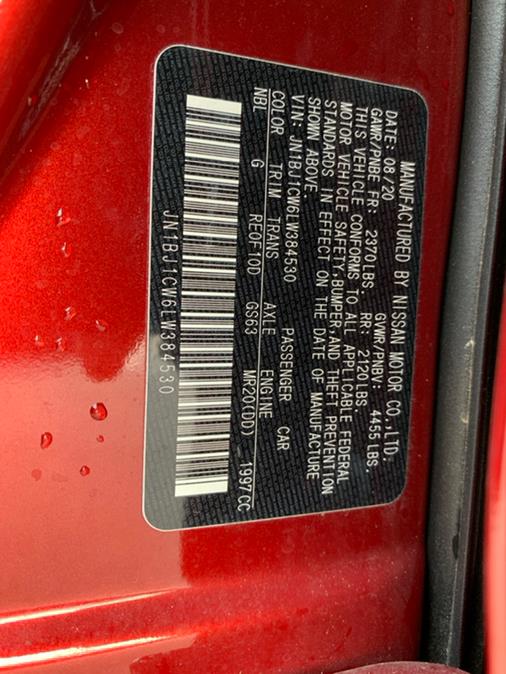 MANUFACTURED BY NISSAN MOTOR CO.,LTD.
DATE: 08/20 GVWR/PNBV: 4455 LBS.
GAWR/PNBE FR: 2370LBS. RR: 2120 LBS.
THIS VEHICLE CONFORMS TO ALL APPLICABLE FEDERAL
MOTOR VEHICLE SAFETY,BUMPER,AND THEFT PREVENTION
STANDARDS IN EFFECT ON THE DATE OF MANUFACTURE
SHOWN ABOVE.
VIN: JN1BJ1CW6LW384530 PASSENGER CAR
COLOR TRIM TRANS AXLE ENGINE
NBL G RE0F10D GS63 MR20(DD) 1997CC
JN1BJ1CW6LW384530